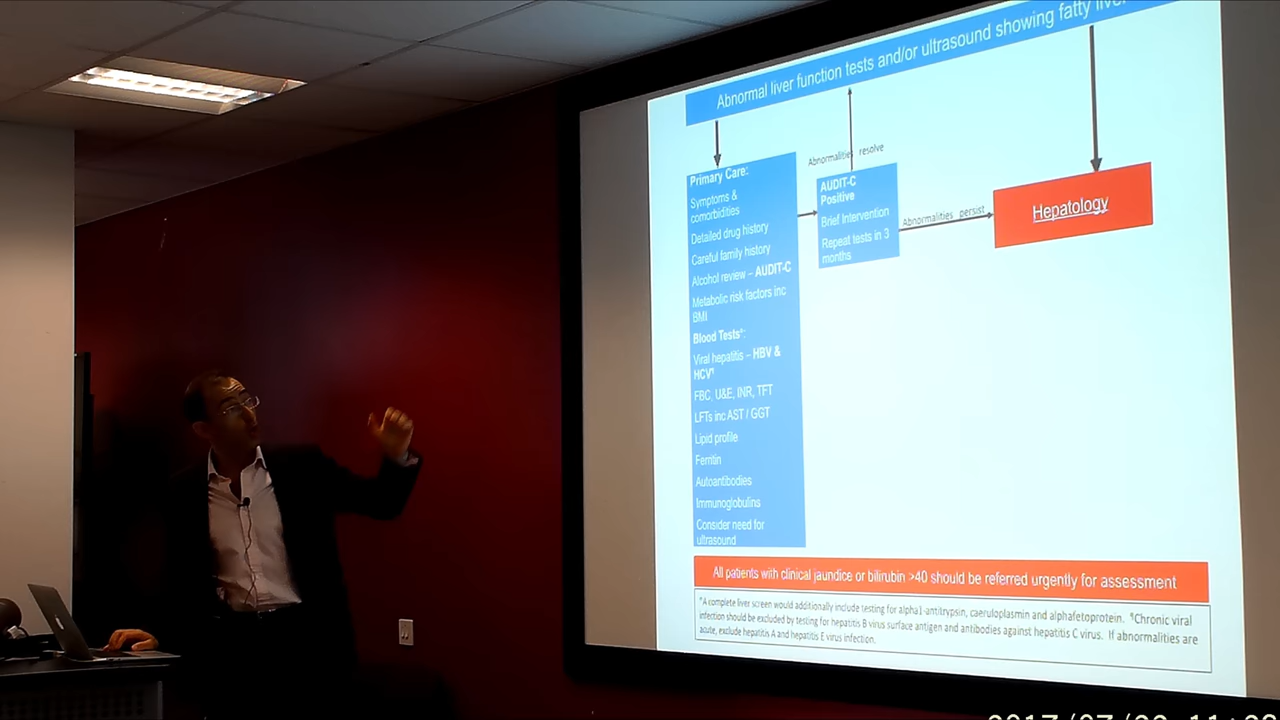 Abnormal liver function tests and/or ultrasound showing fatty liver
Primary Care:
Symptoms &
comorbidities
Detailed drug history
Careful family history
Alcohol review – AUDIT-C
Metabolic risk factors inc
BMI
Blood Tests*:
Viral hepatitis – HBV &
HCV¶
FBC, U&E, INR, TFT
LFTs inc AST / GGT
Lipid profile
Ferritin
Autoantibodies
Immunoglobulins
Consider need for
ultrasound
Abnormalities resolve
AUDIT-C
Positive
Brief Intervention
Repeat tests in 3
months
Abnormalities persist
Hepatology
All patients with clinical jaundice or bilirubin >40 should be referred urgently for assessment
*A complete liver screen would additionally include testing for alpha1-antitrypsin, caeruloplasmin and alphafetoprotein. ¶Chronic viral
infection should be excluded by testing for hepatitis B virus surface antigen and antibodies against hepatitis C virus. If abnormalities are
acute, exclude hepatitis A and hepatitis E virus infection.